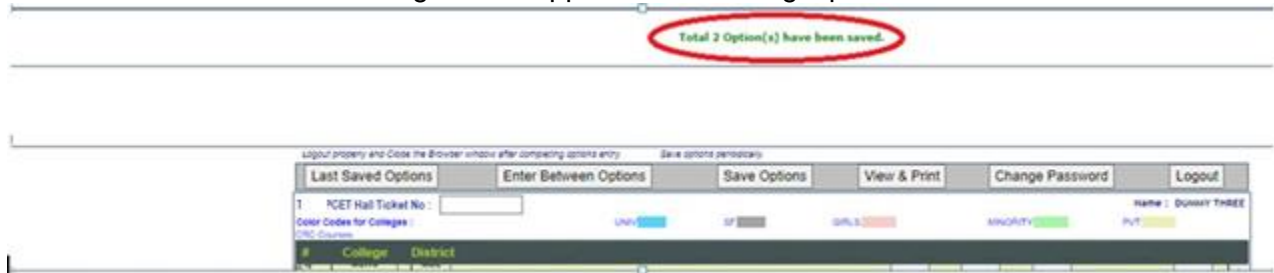 Total 2 Option(s) have been saved.
Logout properly and Close the Browser window after completing options entry Save options periodically
Last Saved Options Enter Between Options Save Options View & Print Change Password Logout
CET Hall Ticket No : Name : DUMMY THREE
Color Codes for Colleges : UNIV SF GIRLS MINORITY PVT
# College District